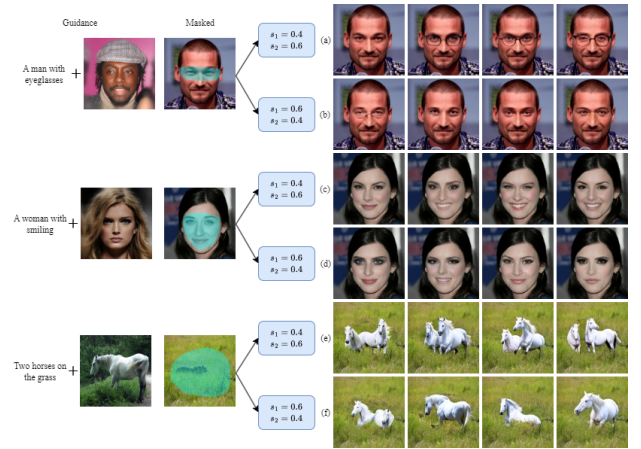 Guidance
Masked
A man with
eyeglasses
+
s₁ = 0.4
s₂ = 0.6
(a)
s₁ = 0.6
s₂ = 0.4
(b)
A woman with
smiling
+
s₁ = 0.4
s₂ = 0.6
(c)
s₁ = 0.6
s₂ = 0.4
(d)
Two horses on
the grass
+
s₁ = 0.4
s₂ = 0.6
(e)
s₁ = 0.6
s₂ = 0.4
(f)